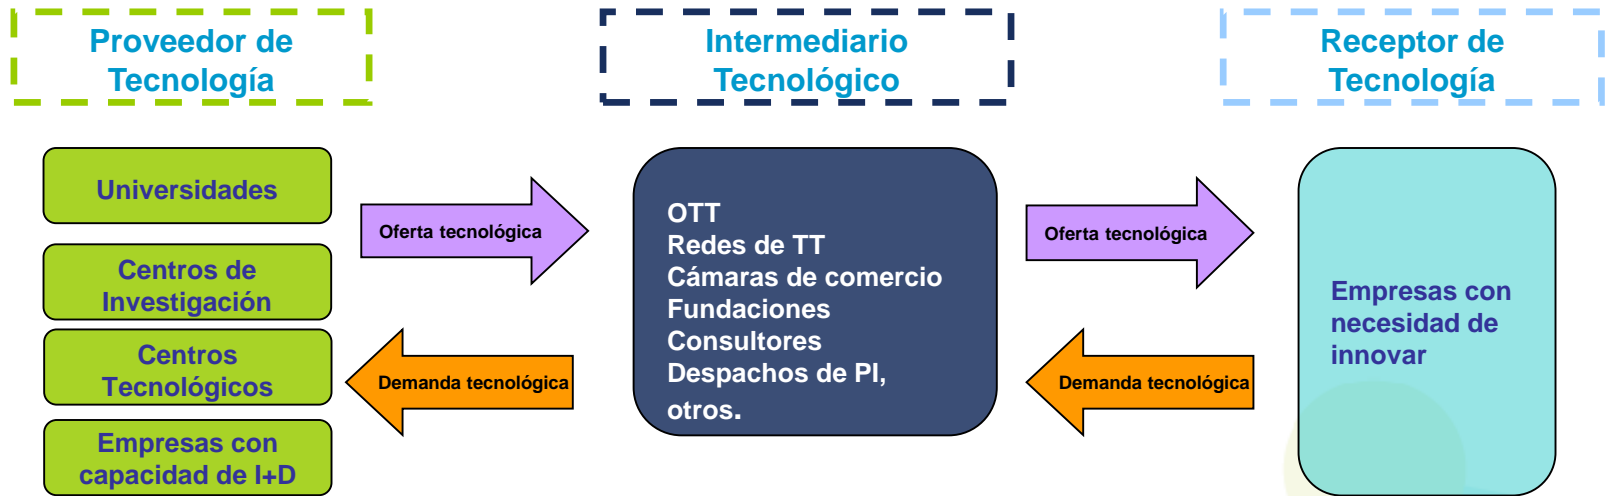 Proveedor de
Tecnología
Intermediario
Tecnológico
Receptor de
Tecnología
Universidades
Centros de
Investigación
Centros
Tecnológicos
Empresas con
capacidad de I+D
Oferta tecnológica
Demanda tecnológica
OTT
Redes de TT
Cámaras de comercio
Fundaciones
Consultores
Despachos de PI,
otros.
Oferta tecnológica
Demanda tecnológica
Empresas con
necesidad de
innovar